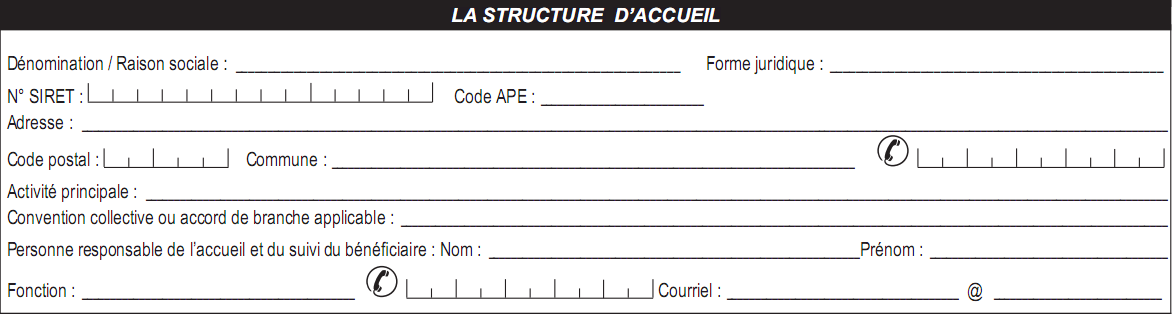 LA STRUCTURE D’ACCUEIL
Dénomination / Raison sociale : Forme juridique :
N° SIRET : Code APE :
Adresse :
Code postal : Commune :
Activité principale :
Convention collective ou accord de branche applicable :
Personne responsable de l’accueil et du suivi du bénéficiaire : Nom : Prénom :
Fonction : Courriel : @